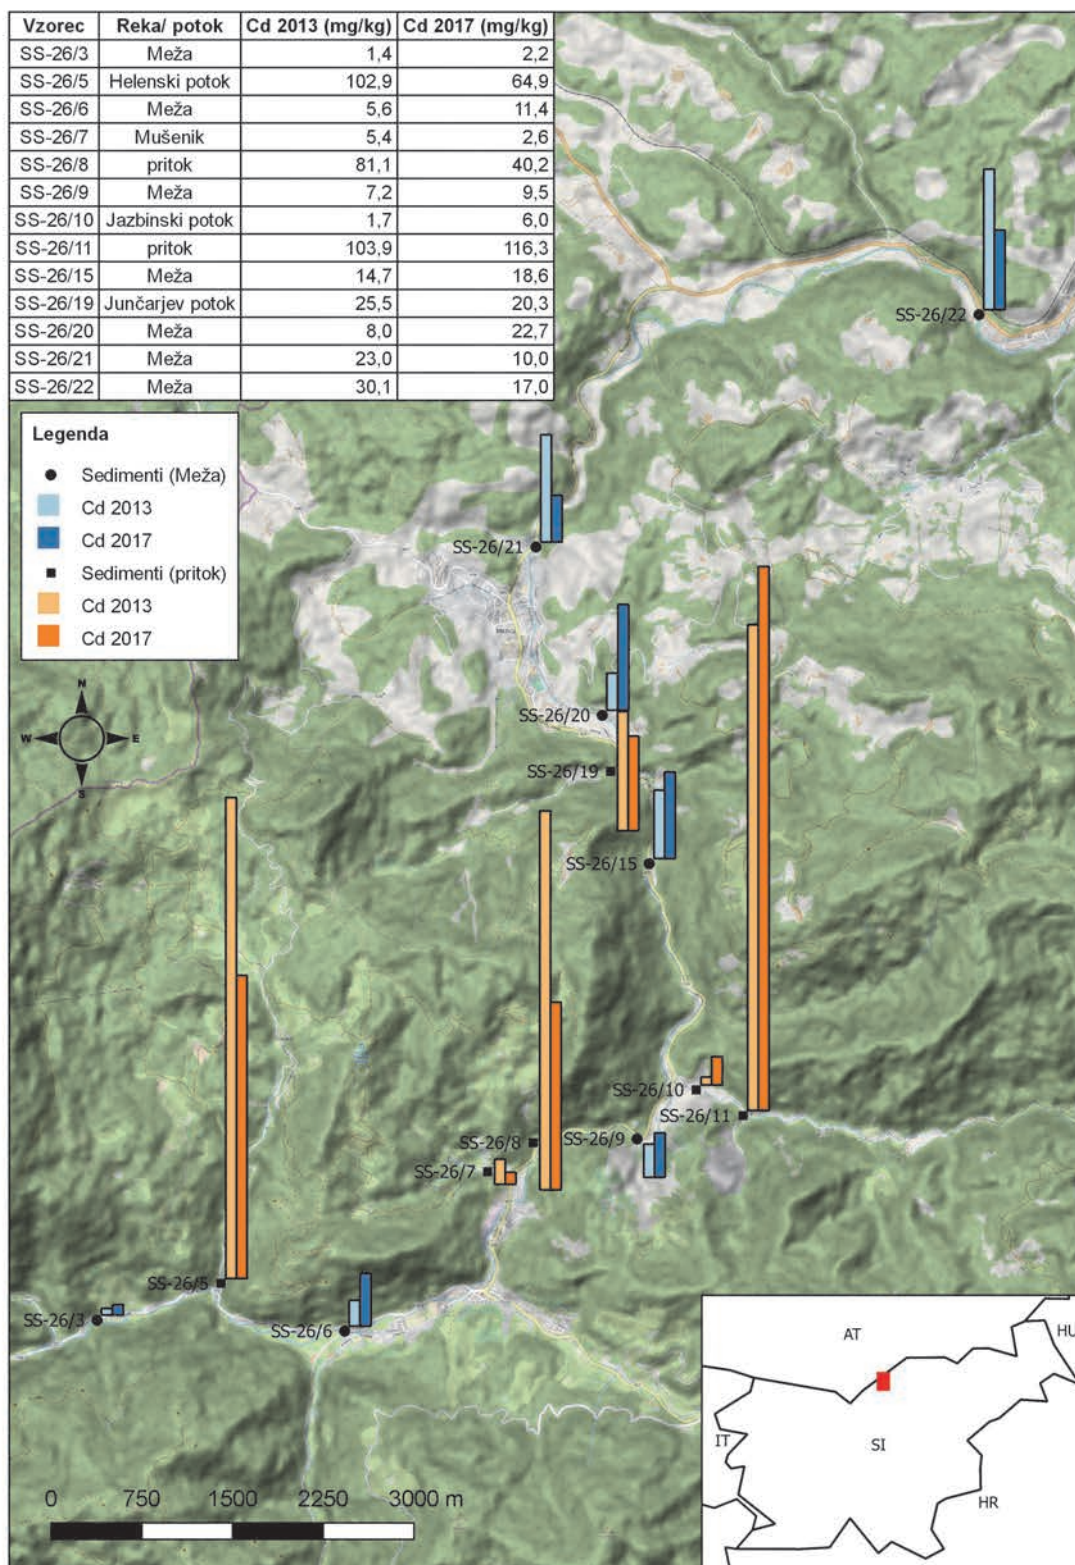 Vzorec Reka/ potok Cd 2013 (mg/kg) Cd 2017 (mg/kg)
SS-26/3 Meža 1,4 2,2
SS-26/5 Helenski potok 102,9 64,9
SS-26/6 Meža 5,6 11,4
SS-26/7 Mušenik 5,4 2,6
SS-26/8 pritok 81,1 40,2
SS-26/9 Meža 7,2 9,5
SS-26/10 Jazbinski potok 1,7 6,0
SS-26/11 pritok 103,9 116,3
SS-26/15 Meža 14,7 18,6
SS-26/19 Junčarjev potok 25,5 20,3
SS-26/20 Meža 8,0 22,7
SS-26/21 Meža 23,0 10,0
SS-26/22 Meža 30,1 17,0
SS-26/22
Legenda
Sedimenti (Meža)
Cd 2013
Cd 2017
Sedimenti (pritok)
Cd 2013
Cd 2017
SS-26/21
N
W E
S
SS-26/20
SS-26/19
SS-26/15
SS-26/10
SS-26/11
SS-26/9
SS-26/8
SS-26/7
SS-26/5
SS-26/3
SS-26/6
AT
HU
IT
SI
HR
0 750 1500 2250 3000 m